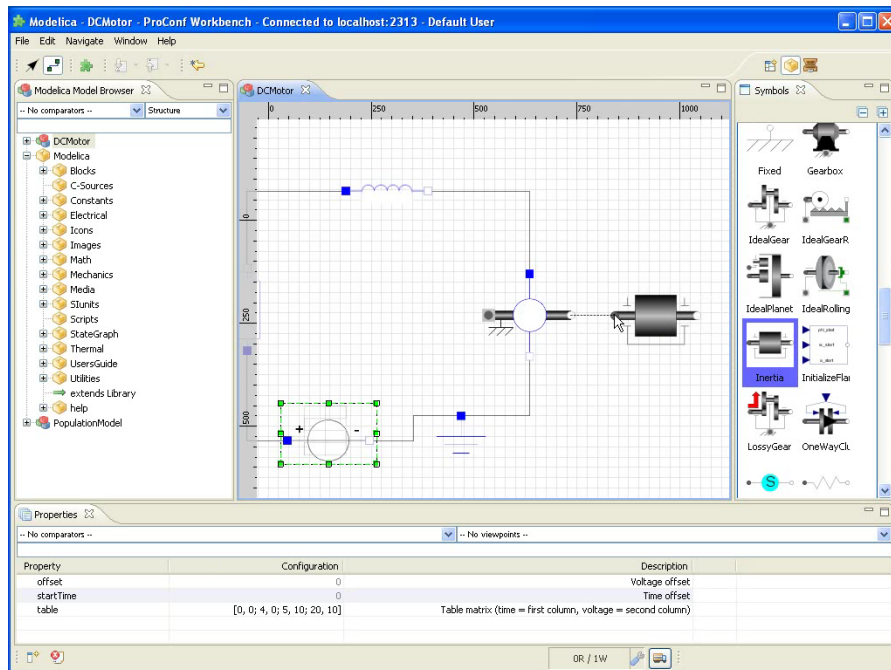 Modelica - DCMotor - ProConf Workbench - Connected to localhost:2313 - Default User
File Edit Navigate Window Help
Modelica Model Browser
-- No comparators --
Structure
DCMotor
Modelica
Blocks
C-Sources
Constants
Electrical
Icons
Images
Math
Mechanics
Media
SIunits
Scripts
StateGraph
Thermal
UsersGuide
Utilities
extends Library
help
PopulationModel
DCMotor
0 250 500 750 1000
0
250
500
+ -
Symbols
Fixed Gearbox
IdealGear IdealGearR
IdealPlanet IdealRolling
Inertia InitializeFlan
LossyGear OneWayClu
S
Properties
-- No comparators -- -- No viewpoints --
Property Configuration Description
offset 0 Voltage offset
startTime 0 Time offset
table [0, 0; 4, 0; 5, 10; 20, 10] Table matrix (time = first column, voltage = second column)
0R / 1W